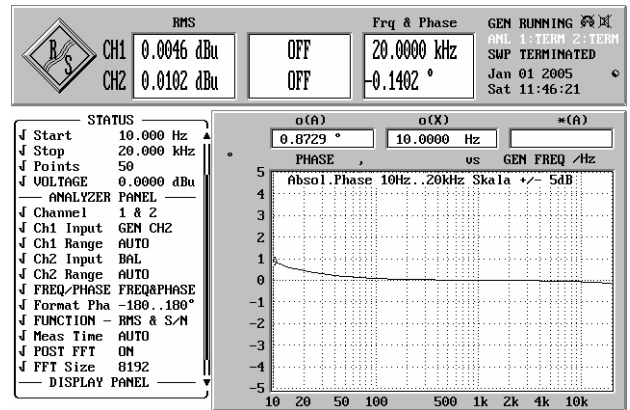 RMS
Frq & Phase
GEN RUNNING
R/S
CH1 0.0046 dBu OFF 20.0000 kHz
CH2 0.0102 dBu OFF -0.1402 °
ANL 1:TERM 2:TERM
SWP TERMINATED
Jan 01 2005
Sat 11:46:21
STATUS
Start 10.000 Hz
Stop 20.000 kHz
Points 50
VOLTAGE 0.0000 dBu
ANALYZER PANEL
Channel 1 & 2
Ch1 Input GEN CH2
Ch1 Range AUTO
Ch2 Input BAL
Ch2 Range AUTO
FREQ/PHASE FREQ&PHASE
Format Pha -180..180°
FUNCTION - RMS & S/N
Meas Time AUTO
POST FFT ON
FFT Size 8192
DISPLAY PANEL
o(A) o(X) *(A)
0.8729 ° 10.0000 Hz
° PHASE , vs GEN FREQ /Hz
Absol.Phase 10Hz..20kHz Skala +/- 5dB
5
4
3
2
1
0
-1
-2
-3
-4
-5
10 20 50 100 500 1k 2k 4k 10k